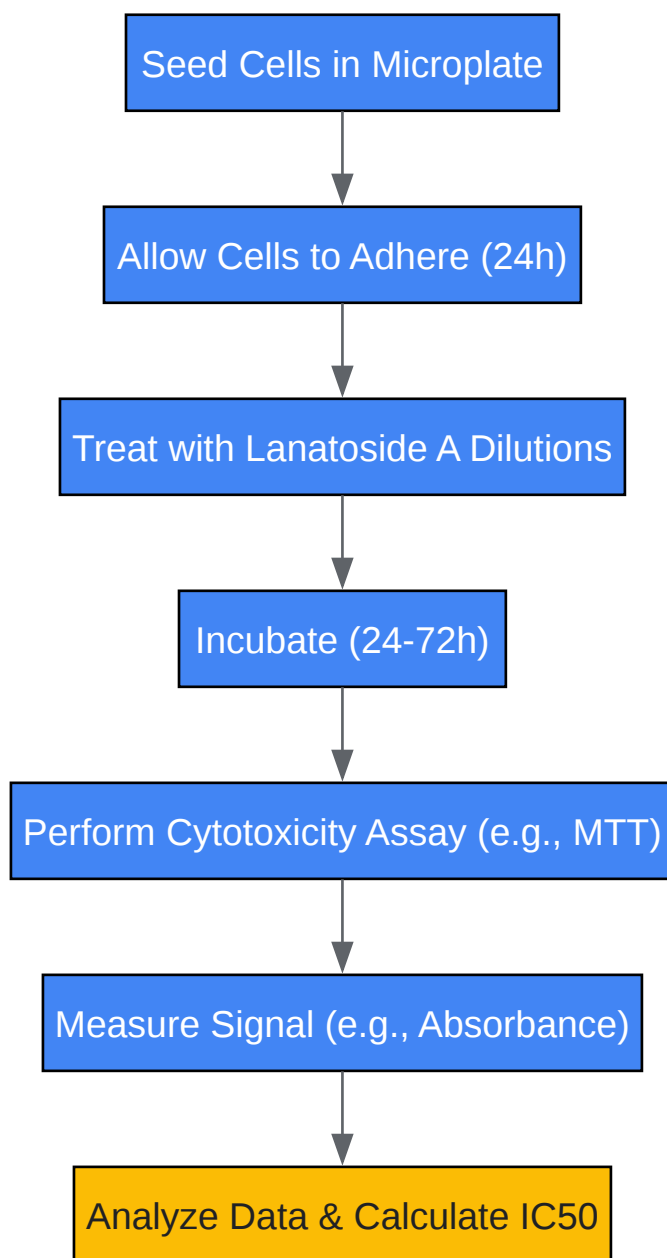 Seed Cells in Microplate
Allow Cells to Adhere (24h)
Treat with Lanatoside A Dilutions
Incubate (24-72h)
Perform Cytotoxicity Assay (e.g., MTT)
Measure Signal (e.g., Absorbance)
Analyze Data & Calculate IC50